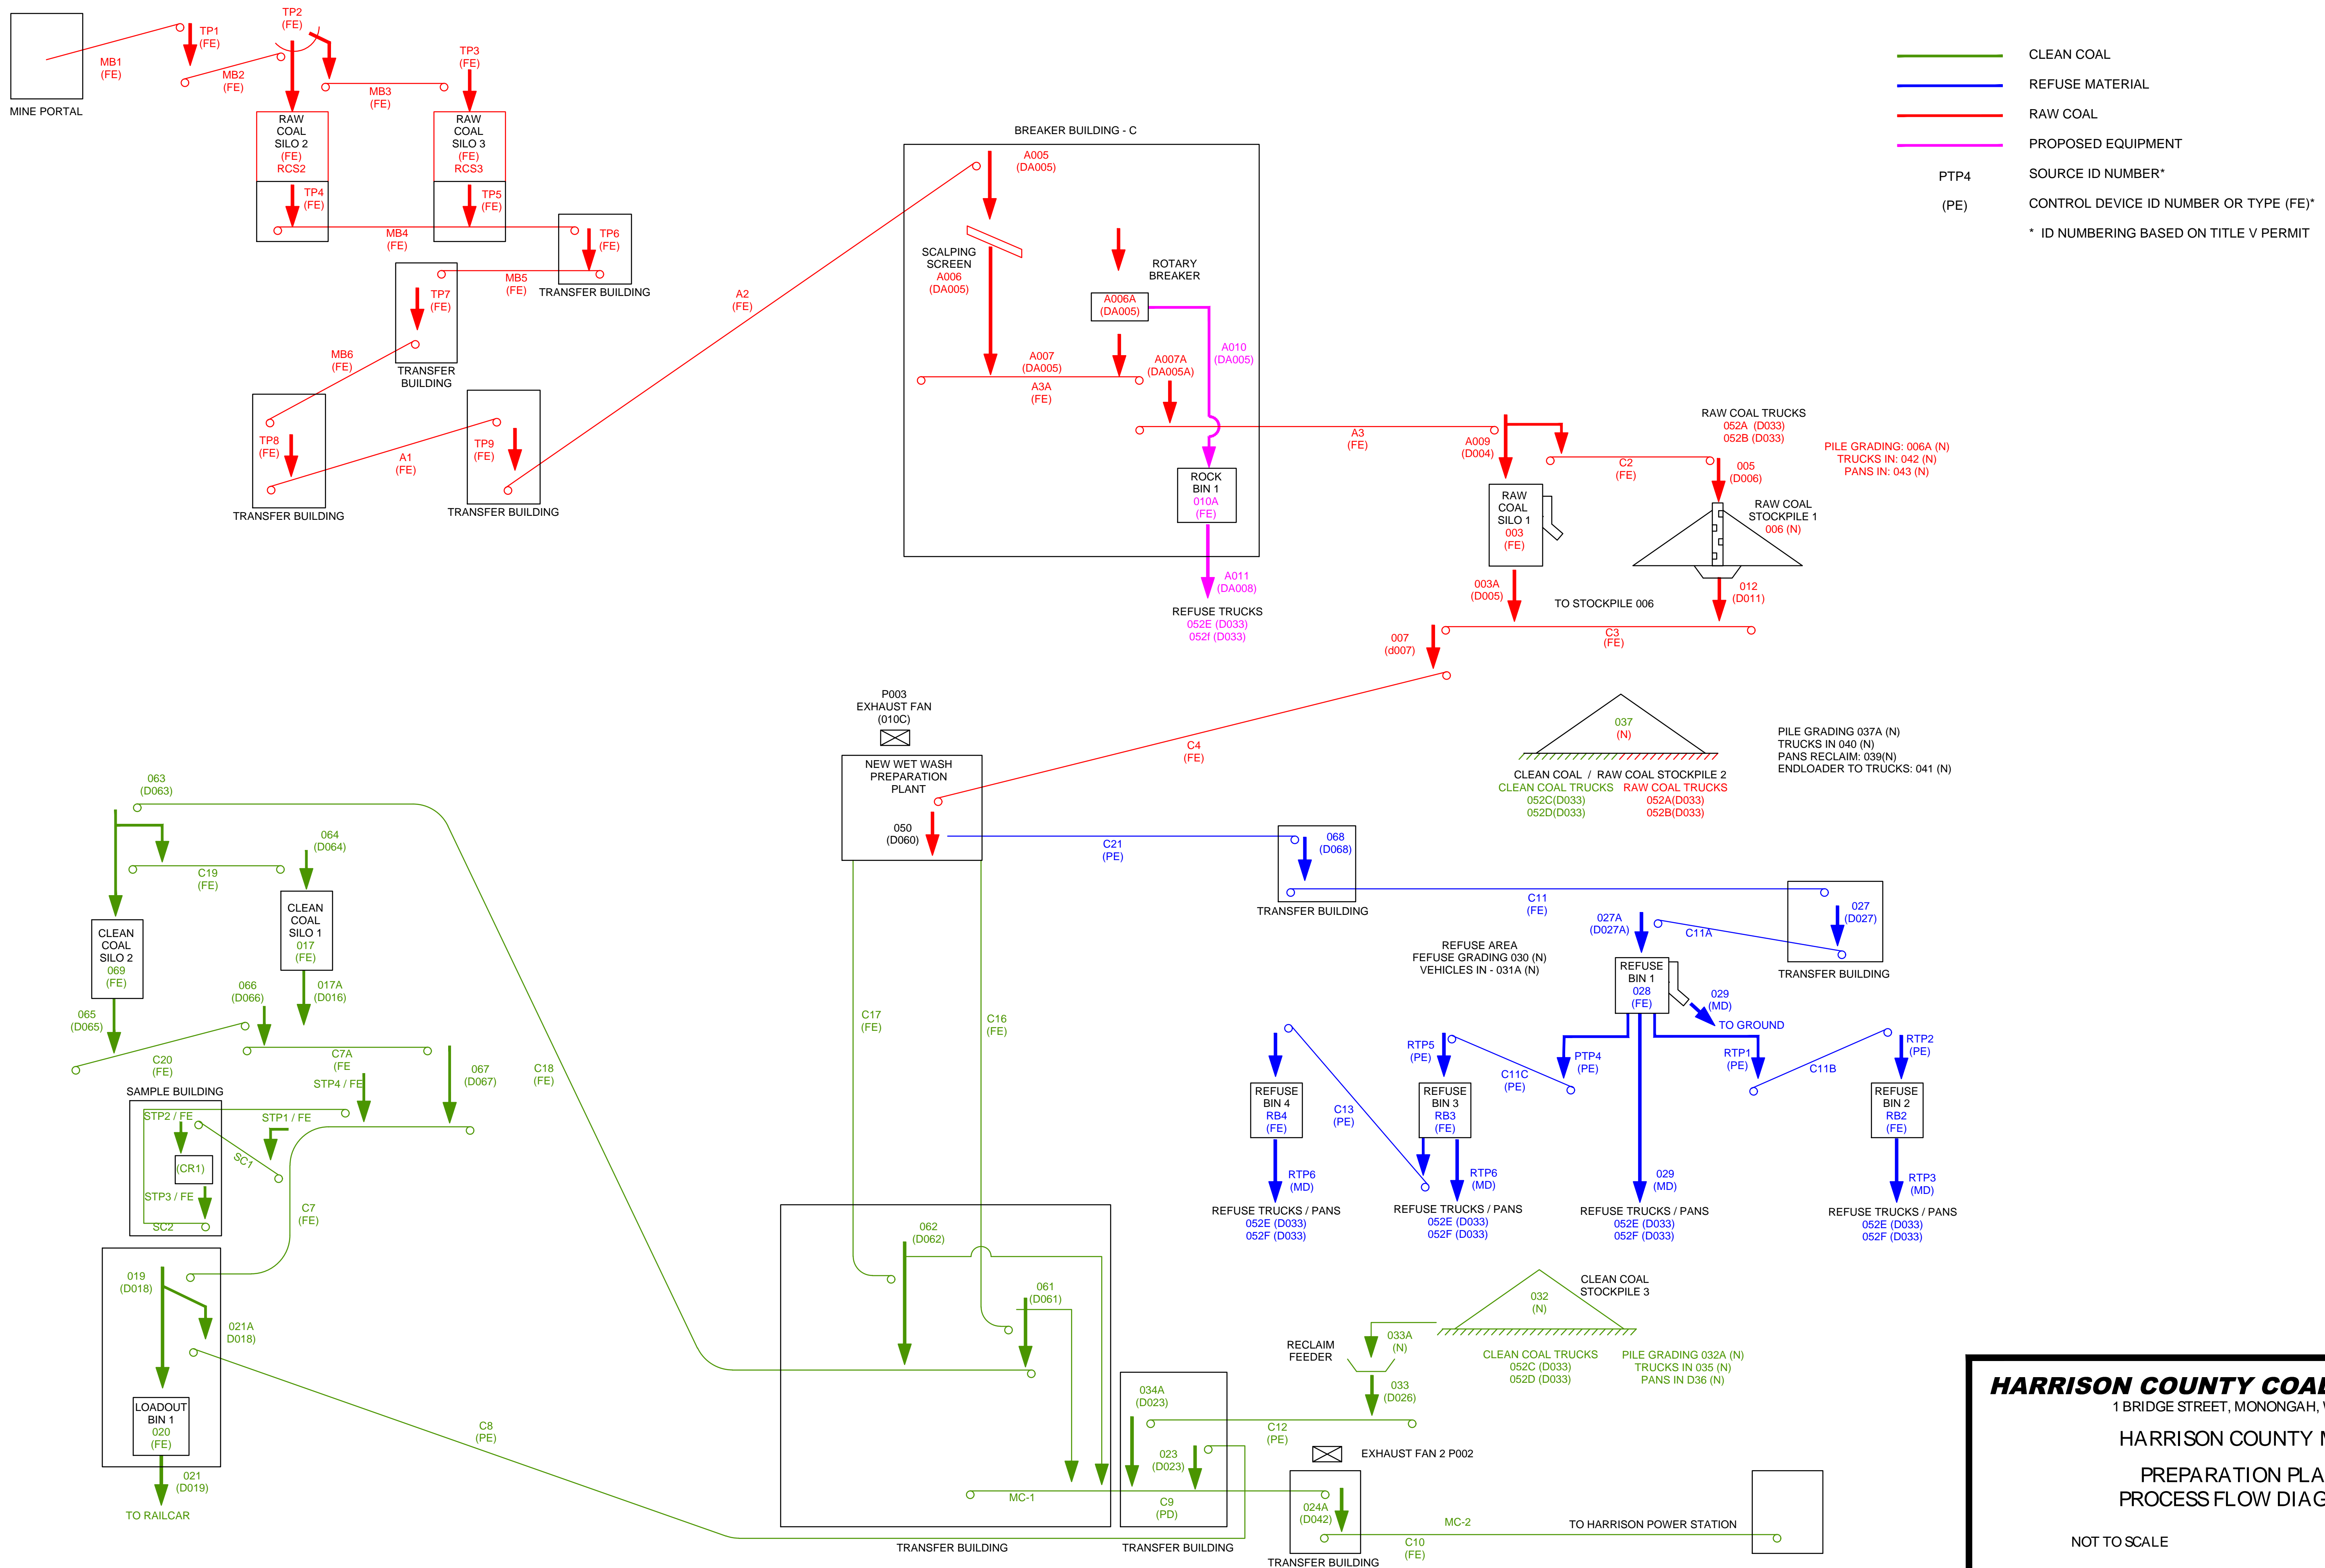 TP1
(FE)
MB1
(FE)
MINE PORTAL
MB2
(FE)
TP2
(FE)
TP3
(FE)
MB3
(FE)
RAW
COAL
SILO 2
(FE)
RCS2
RAW
COAL
SILO 3
(FE)
RCS3
TP4
(FE)
TP5
(FE)
MB4
(FE)
TP6
(FE)
MB5
(FE)
TRANSFER BUILDING
TP7
(FE)
TRANSFER
BUILDING
MB6
(FE)
TP8
(FE)
TRANSFER BUILDING
A1
(FE)
TP9
(FE)
TRANSFER BUILDING
A2
(FE)
BREAKER BUILDING - C
A005
(DA005)
SCALPING
SCREEN
A006
(DA005)
ROTARY
BREAKER
A006A
(DA005)
A010
(DA005)
A007
(DA005)
A007A
(DA005A)
A3A
(FE)
ROCK
BIN 1
010A
(FE)
A011
(DA008)
REFUSE TRUCKS
052E (D033)
052f (D033)
A3
(FE)
A009
(D004)
C2
(FE)
RAW COAL TRUCKS
052A (D033)
052B (D033)
PILE GRADING: 006A (N)
TRUCKS IN: 042 (N)
PANS IN: 043 (N)
005
(D006)
RAW
COAL
SILO 1
003
(FE)
RAW COAL
STOCKPILE 1
006 (N)
003A
(D005)
TO STOCKPILE 006
012
(D011)
C3
(FE)
007
(d007)
CLEAN COAL
REFUSE MATERIAL
RAW COAL
PROPOSED EQUIPMENT
PTP4 SOURCE ID NUMBER*
(PE) CONTROL DEVICE ID NUMBER OR TYPE (FE)*
* ID NUMBERING BASED ON TITLE V PERMIT
P003
EXHAUST FAN
(010C)
NEW WET WASH
PREPARATION
PLANT
050
(D060)
C4
(FE)
037
(N)
CLEAN COAL / RAW COAL STOCKPILE 2
CLEAN COAL TRUCKS RAW COAL TRUCKS
052C(D033) 052A(D033)
052D(D033) 052B(D033)
PILE GRADING 037A (N)
TRUCKS IN 040 (N)
PANS RECLAIM: 039(N)
ENDLOADER TO TRUCKS: 041 (N)
C21
(PE)
068
(D068)
TRANSFER BUILDING
C11
(FE)
027
(D027)
TRANSFER BUILDING
027A
(D027A)
C11A
REFUSE AREA
FEFUSE GRADING 030 (N)
VEHICLES IN - 031A (N)
REFUSE
BIN 1
028
(FE)
029
(MD)
TO GROUND
RTP5
(PE)
C11C
(PE)
PTP4
(PE)
RTP1
(PE)
C11B
RTP2
(PE)
REFUSE
BIN 4
RB4
(FE)
C13
(PE)
REFUSE
BIN 3
RB3
(FE)
REFUSE
BIN 2
RB2
(FE)
RTP6
(MD)
RTP6
(MD)
029
(MD)
RTP3
(MD)
REFUSE TRUCKS / PANS
052E (D033)
052F (D033)
REFUSE TRUCKS / PANS
052E (D033)
052F (D033)
REFUSE TRUCKS / PANS
052E (D033)
052F (D033)
REFUSE TRUCKS / PANS
052E (D033)
052F (D033)
063
(D063)
064
(D064)
C19
(FE)
CLEAN
COAL
SILO 2
069
(FE)
CLEAN
COAL
SILO 1
017
(FE)
066
(D066)
017A
(D016)
065
(D065)
C20
(FE)
C7A
(FE
067
(D067)
C18
(FE)
C17
(FE)
C16
(FE)
SAMPLE BUILDING
STP4 / FE
STP2 / FE
STP1 / FE
(CR1)
SC1
STP3 / FE
SC2
C7
(FE)
019
(D018)
021A
D018)
LOADOUT
BIN 1
020
(FE)
021
(D019)
TO RAILCAR
C8
(PE)
062
(D062)
061
(D061)
MC-1
TRANSFER BUILDING
034A
(D023)
023
(D023)
C9
(PD)
TRANSFER BUILDING
C12
(PE)
RECLAIM
FEEDER
033A
(N)
033
(D026)
032
(N)
CLEAN COAL
STOCKPILE 3
CLEAN COAL TRUCKS
052C (D033)
052D (D033)
PILE GRADING 032A (N)
TRUCKS IN 035 (N)
PANS IN D36 (N)
EXHAUST FAN 2 P002
024A
(D042)
TRANSFER BUILDING
MC-2
C10
(FE)
TO HARRISON POWER STATION
HARRISON COUNTY COAL
1 BRIDGE STREET, MONONGAH,
HARRISON COUNTY
PREPARATION PLA
PROCESS FLOW DIAG
NOT TO SCALE